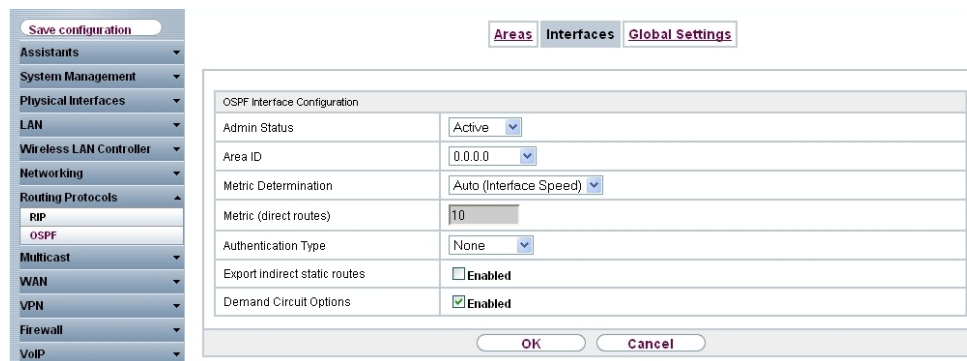 Save configuration
Assistants
System Management
Physical Interfaces
LAN
Wireless LAN Controller
Networking
Routing Protocols
RIP
OSPF
Multicast
WAN
VPN
Firewall
VoIP
Areas Interfaces Global Settings
OSPF Interface Configuration
Admin Status Active
Area ID 0.0.0.0
Metric Determination Auto (Interface Speed)
Metric (direct routes) 10
Authentication Type None
Export indirect static routes Enabled
Demand Circuit Options Enabled
OK Cancel